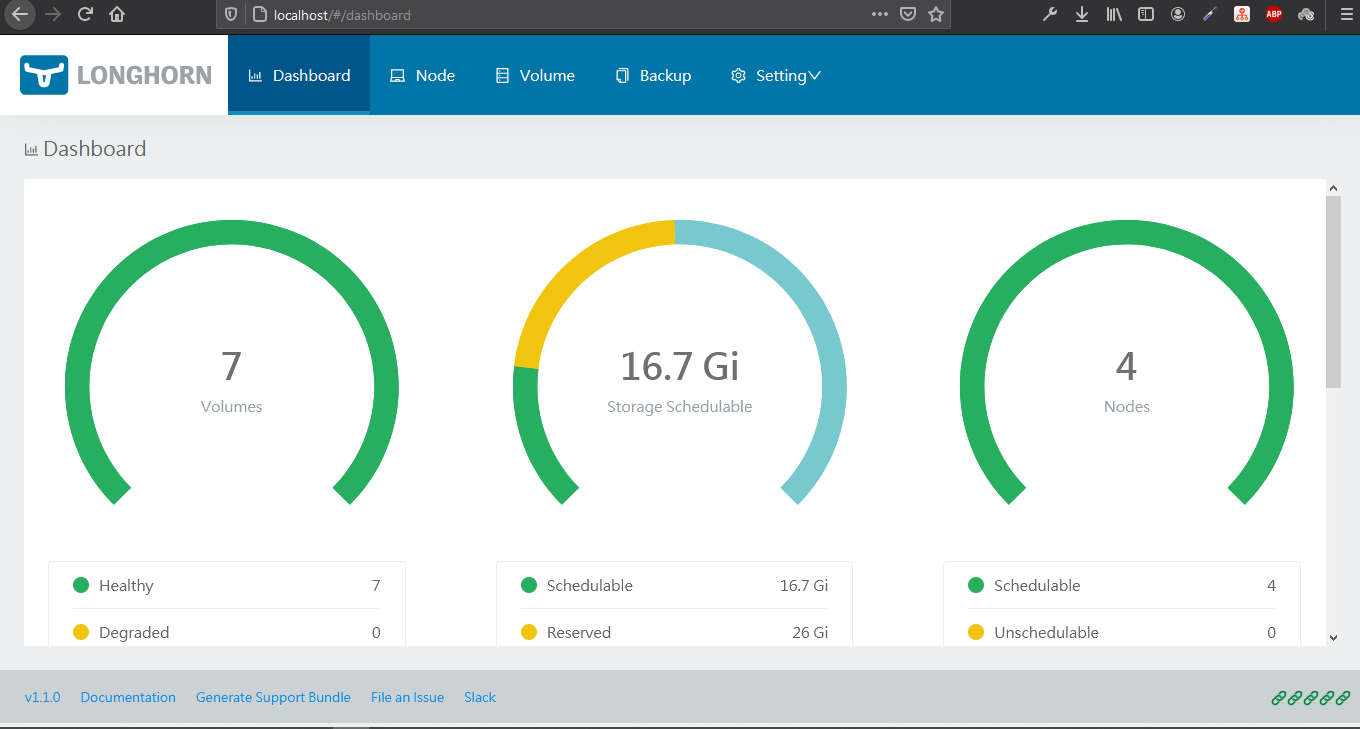 localhost/#/dashboard
ABP
LONGHORN
Dashboard
Node
Volume
Backup
Setting
Dashboard
7
Volumes
16.7 Gi
Storage Schedulable
4
Nodes
Healthy 7
Degraded 0
Schedulable 16.7 Gi
Reserved 26 Gi
Schedulable 4
Unschedulable 0
v1.1.0 Documentation Generate Support Bundle File an Issue Slack